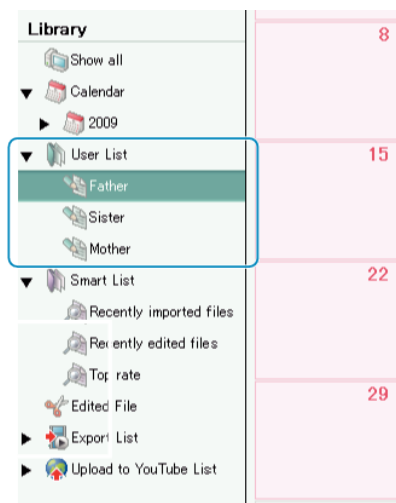 Library
Show all
Calendar
2009
User List
Father
Sister
Mother
Smart List
Recently imported files
Recently edited files
Top rate
Edited File
Export List
Upload to YouTube List
8
15
22
29